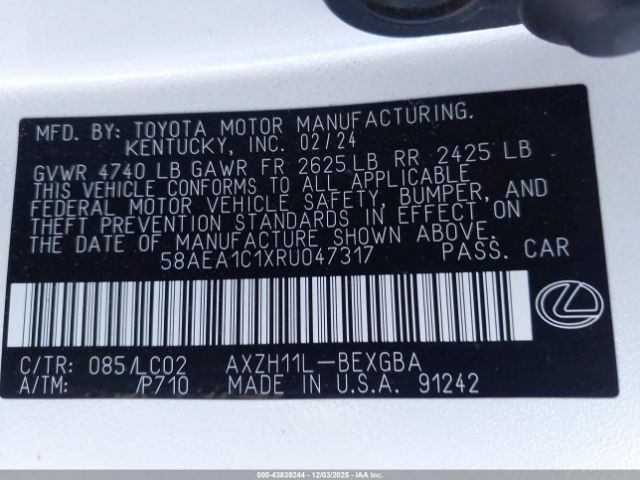 MFD. BY: TOYOTA MOTOR MANUFACTURING.
KENTUCKY, INC. 02/24
GVWR 4740 LB GAWR FR 2625 LB RR 2425 LB
THIS VEHICLE CONFORMS TO ALL APPLICABLE
FEDERAL MOTOR VEHICLE SAFETY, BUMPER, AND
THEFT PREVENTION STANDARDS IN EFFECT ON
THE DATE OF MANUFACTURE SHOWN ABOVE.
58AEA1C1XRU047317 PASS. CAR
C/TR: 085/LC02 AXZH11L-BEXGBA
A/TM: /P710 MADE IN U.S.A. 91242
000-43839244 - 12/03/2025 - IAA, Inc.